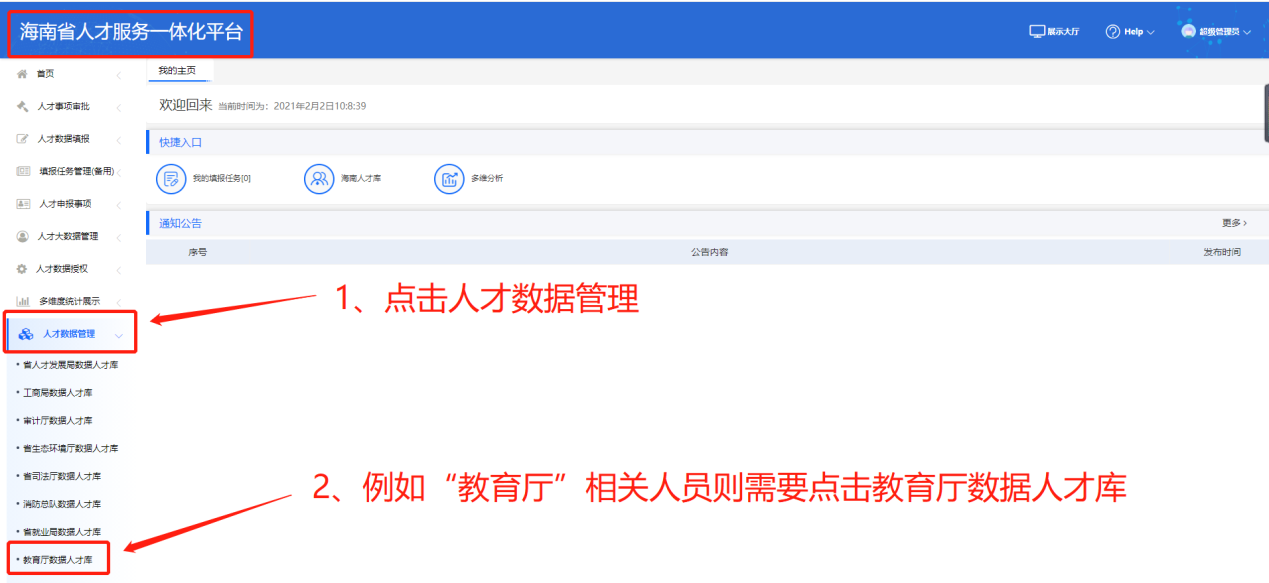 海南省人才服务一体化平台
展示大厅
Help
超级管理员
首页
人才事项审批
人才数据填报
填报任务管理(备用)
人才申报事项
人才大数据管理
人才数据授权
多维度统计展示
人才数据管理
• 省人才发展局数据人才库
• 工商局数据人才库
• 审计厅数据人才库
• 省生态环境厅数据人才库
• 省司法厅数据人才库
• 消防总队数据人才库
• 省就业局数据人才库
• 教育厅数据人才库
我的主页
欢迎回来 当前时间为：2021年2月2日10:8:39
快捷入口
我的填报任务[0]
海南人才库
多维分析
通知公告
更多 ›
序号
公告内容
发布时间
1、点击人才数据管理
2、例如“教育厅”相关人员则需要点击教育厅数据人才库